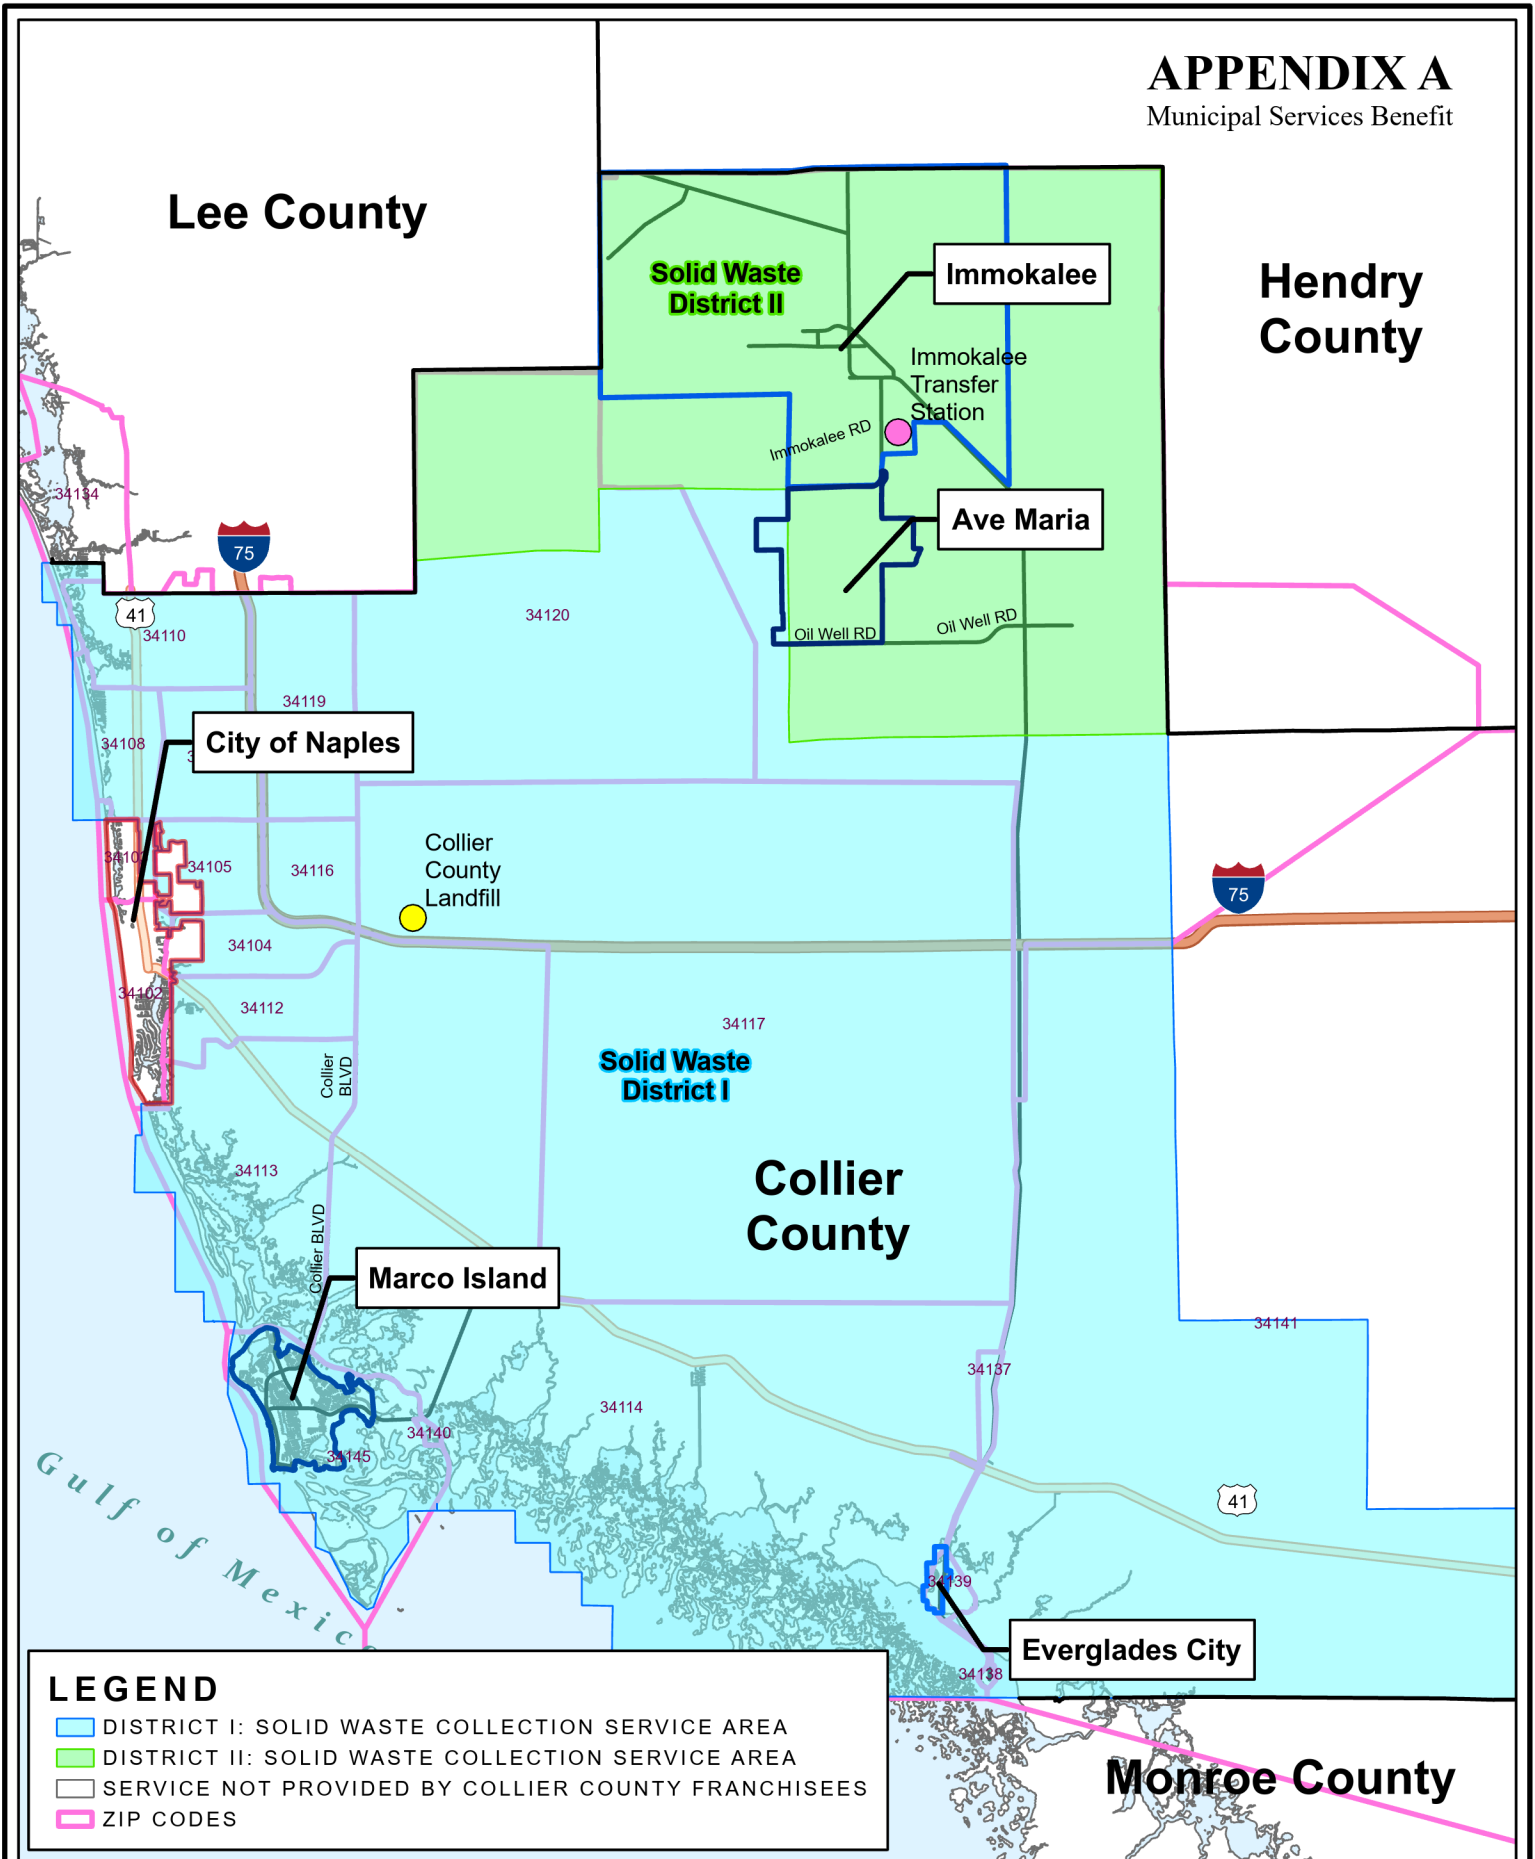 APPENDIX A
Municipal Services Benefit
Lee County
Hendry
County
Solid Waste
District II
Immokalee
Immokalee
Transfer
Station
Immokalee RD
34134
75
Ave Maria
41
34110
34120
Oil Well RD
Oil Well RD
34119
34108
City of Naples
Collier
County
Landfill
34105
34116
75
34104
34102
34112
34117
Solid Waste
District I
Collier
BLVD
34113
Collier
County
Collier BLVD
Marco Island
34141
34137
34114
34140
34145
Gulf of Mexico
41
34139
Everglades City
34138
LEGEND
DISTRICT I: SOLID WASTE COLLECTION SERVICE AREA
DISTRICT II: SOLID WASTE COLLECTION SERVICE AREA
SERVICE NOT PROVIDED BY COLLIER COUNTY FRANCHISEES
ZIP CODES
Monroe County